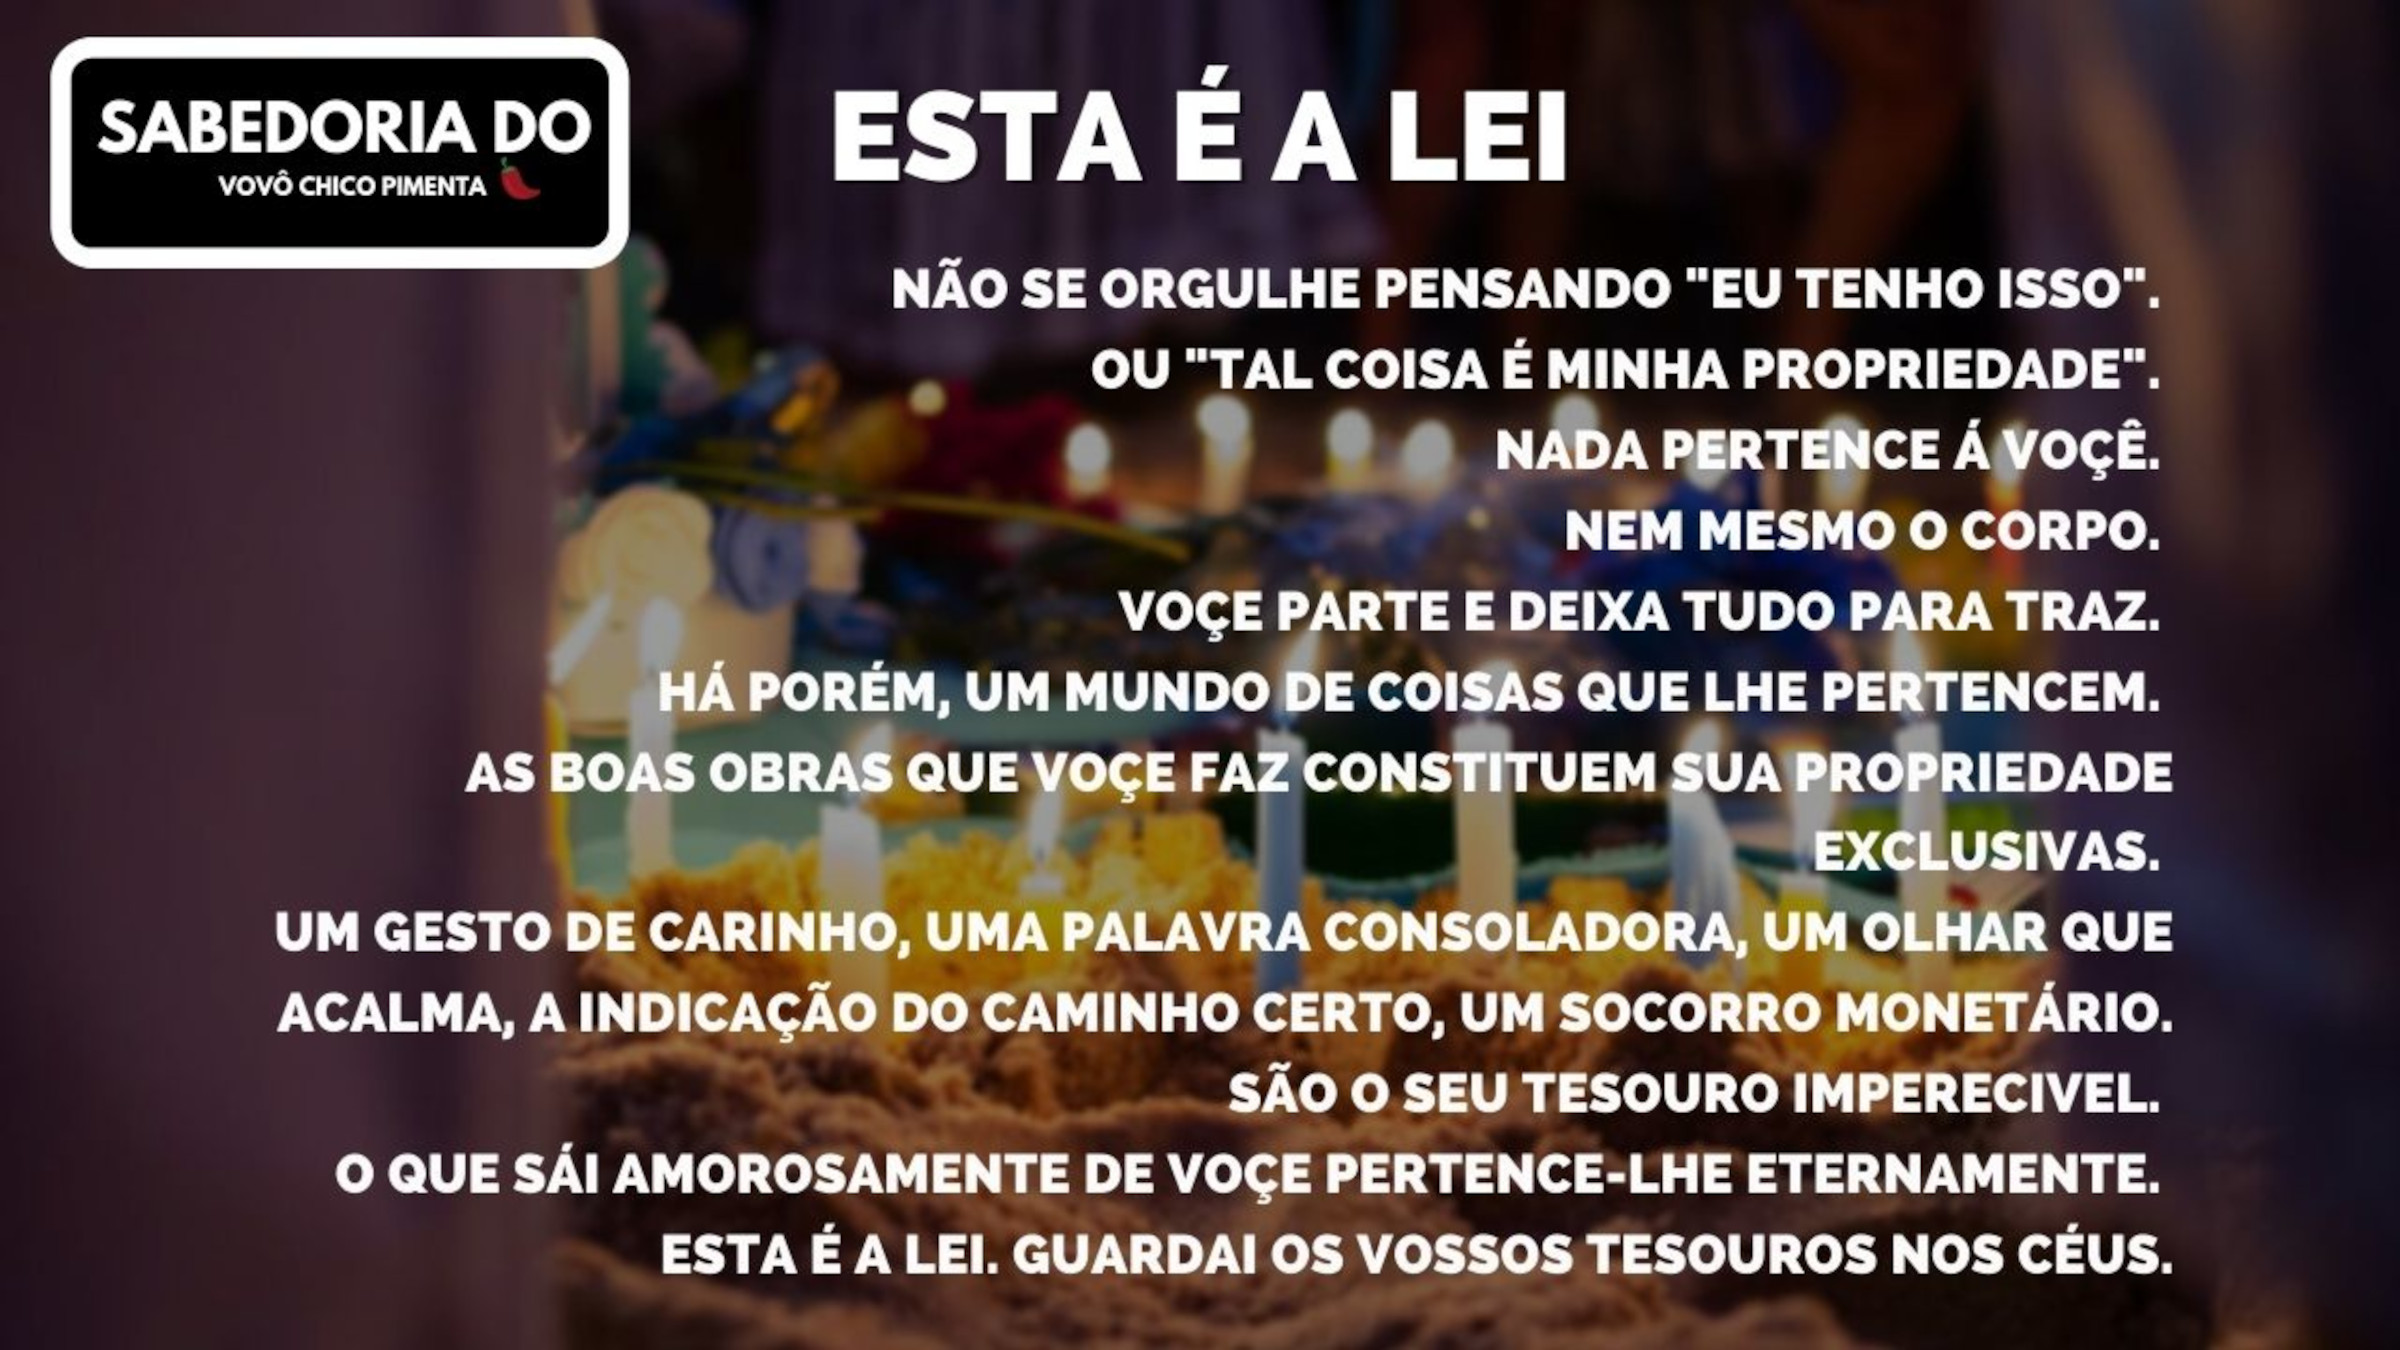 SABEDORIA DO
VOVÔ CHICO PIMENTA
ESTA É A LEI
NÃO SE ORGULHE PENSANDO "EU TENHO ISSO".
OU "TAL COISA É MINHA PROPRIEDADE".
NADA PERTENCE Á VOÇÊ.
NEM MESMO O CORPO.
VOÇE PARTE E DEIXA TUDO PARA TRAZ.
HÁ PORÉM, UM MUNDO DE COISAS QUE LHE PERTENCEM.
AS BOAS OBRAS QUE VOÇE FAZ CONSTITUEM SUA PROPRIEDADE
EXCLUSIVAS.
UM GESTO DE CARINHO, UMA PALAVRA CONSOLADORA, UM OLHAR QUE
ACALMA, A INDICAÇÃO DO CAMINHO CERTO, UM SOCORRO MONETÁRIO.
SÃO O SEU TESOURO IMPERECIVEL.
O QUE SÁI AMOROSAMENTE DE VOÇE PERTENCE-LHE ETERNAMENTE.
ESTA É A LEI. GUARDAI OS VOSSOS TESOUROS NOS CÉUS.